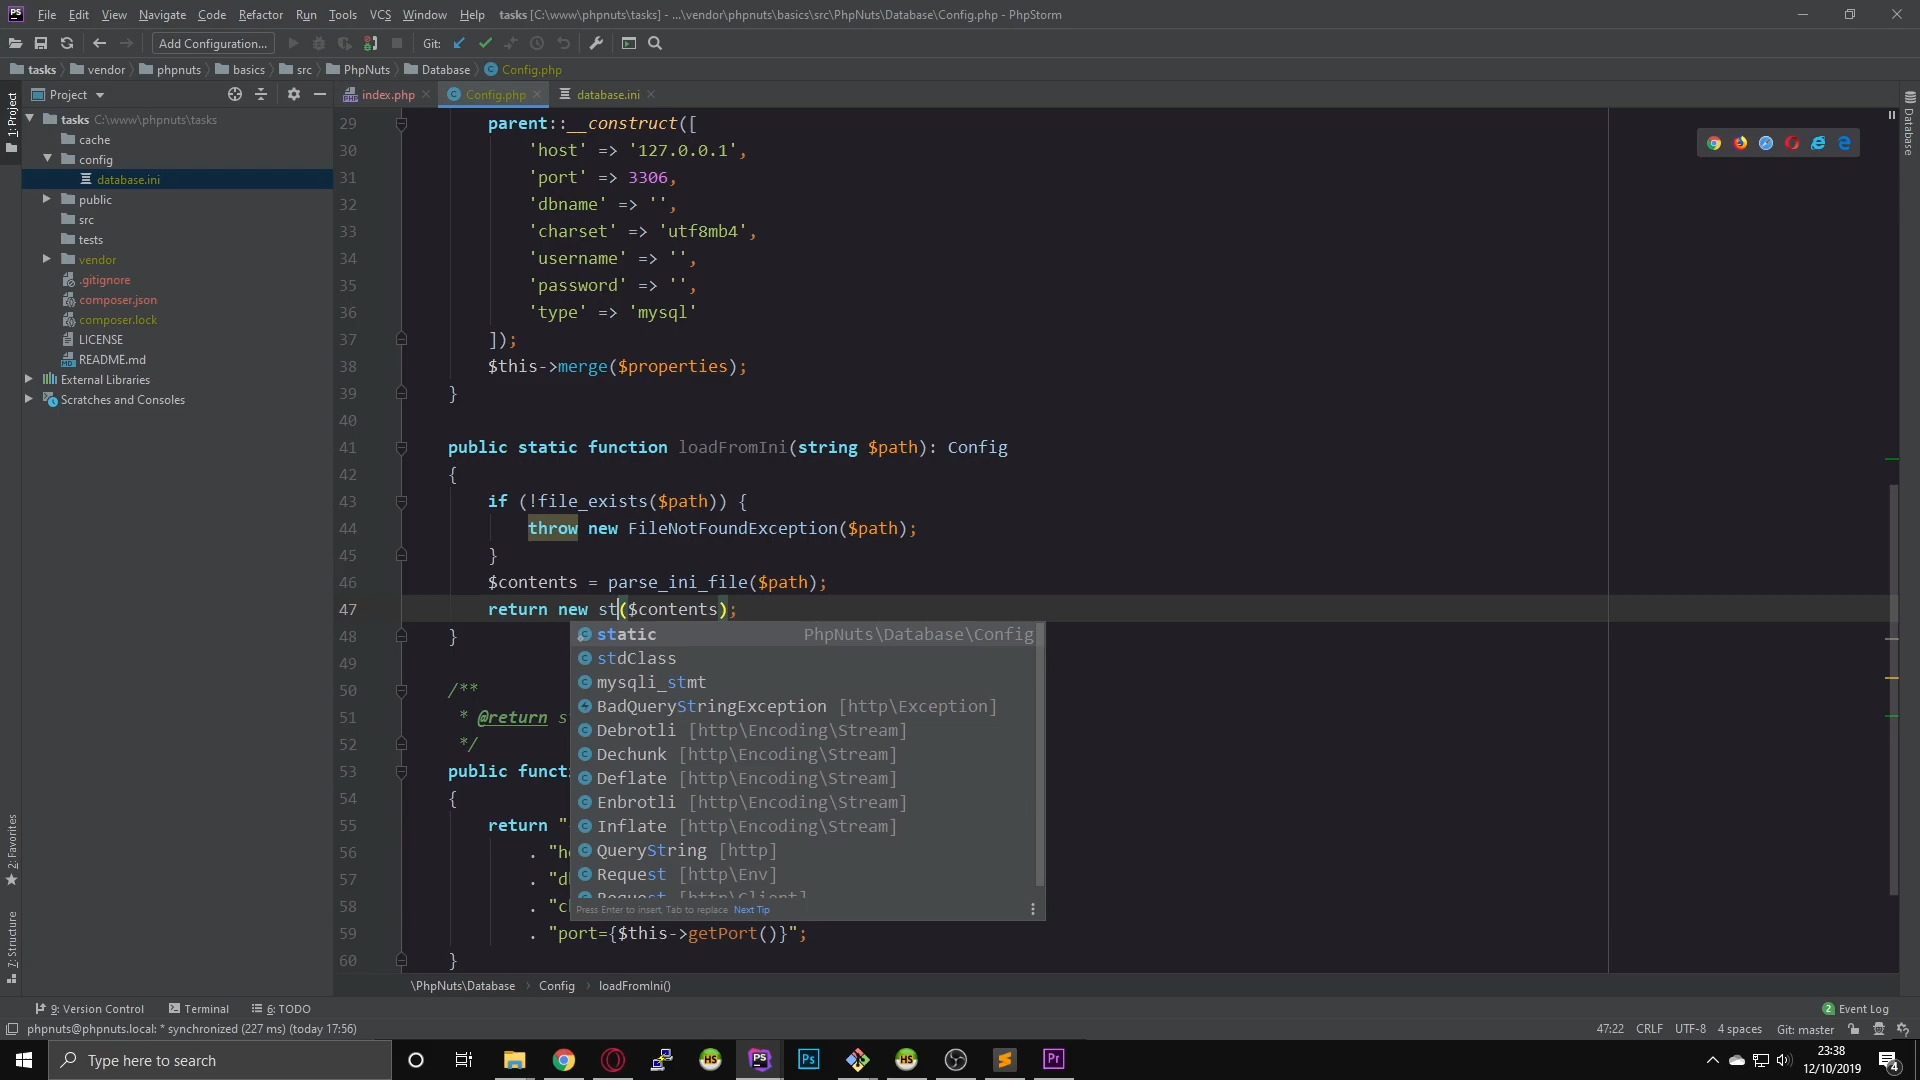 File Edit View Navigate Code Refactor Run Tools VCS Window Help tasks [C:\www\phpnuts\tasks] - ...\vendor\phpnuts\basics\src\PhpNuts\Database\Config.php - PhpStorm
Add Configuration... Git:
tasks vendor phpnuts basics src PhpNuts Database Config.php
Project index.php Config.php database.ini
1: Project
tasks C:\www\phpnuts\tasks
cache
config
database.ini
public
src
tests
vendor
.gitignore
composer.json
composer.lock
LICENSE
README.md
External Libraries
Scratches and Consoles
2: Favorites
7: Structure
Database
29 parent::__construct([
30 'host' => '127.0.0.1',
31 'port' => 3306,
32 'dbname' => '',
33 'charset' => 'utf8mb4',
34 'username' => '',
35 'password' => '',
36 'type' => 'mysql'
37 ]);
38 $this->merge($properties);
39 }
40
41 public static function loadFromIni(string $path): Config
42 {
43 if (!file_exists($path)) {
44 throw new FileNotFoundException($path);
45 }
46 $contents = parse_ini_file($path);
47 return new st($contents);
48 }
49
50 /**
51 * @return s
52 */
53 public functi
54 {
55 return "
56 . "h
57 . "d
58 . "c
59 . "port={$this->getPort()}";
60 }
static PhpNuts\Database\Config
stdClass
mysqli_stmt
BadQueryStringException [http\Exception]
Debrotli [http\Encoding\Stream]
Dechunk [http\Encoding\Stream]
Deflate [http\Encoding\Stream]
Enbrotli [http\Encoding\Stream]
Inflate [http\Encoding\Stream]
QueryString [http]
Request [http\Env]
Request [http\Client]
Press Enter to insert, Tab to replace Next Tip
\PhpNuts\Database Config loadFromIni()
9: Version Control Terminal 6: TODO 2 Event Log
phpnuts@phpnuts.local: * synchronized (227 ms) (today 17:56) 47:22 CRLF UTF-8 4 spaces Git: master
Type here to search
23:38
12/10/2019
4